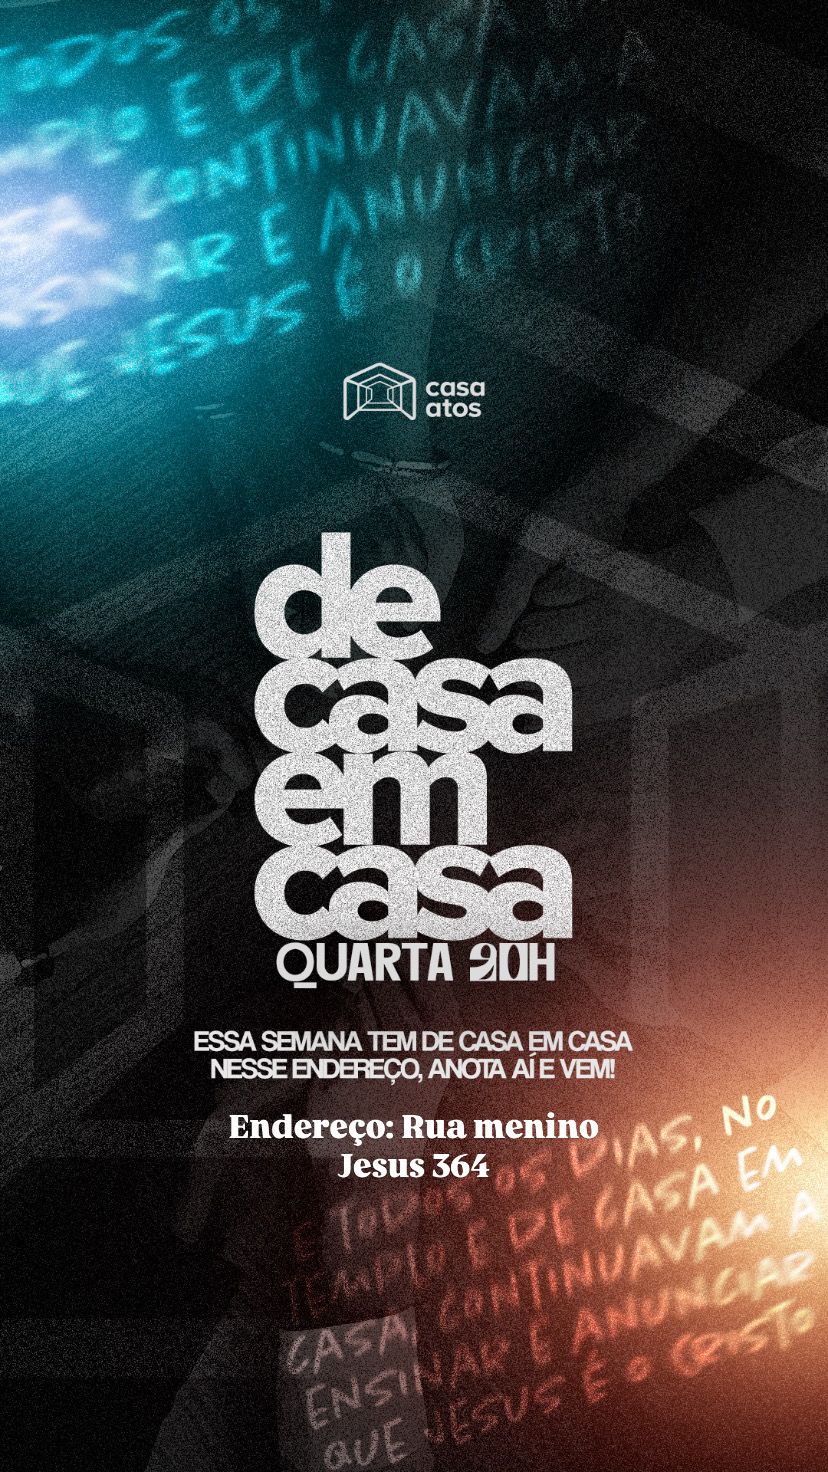 TODOS OS
TEMPLO E DE CASA EM
CASA CONTINUAVAM A
ENSINAR E ANUNCIAR
QUE JESUS É O CRISTO
casa
atos
de
casa
em
casa
QUARTA 20H
ESSA SEMANA TEM DE CASA EM CASA
NESSE ENDEREÇO, ANOTA AÍ E VEM!
Endereço: Rua menino
Jesus 364
E TODOS OS DIAS, NO
TEMPLO E DE CASA EM
CASA, CONTINUAVAM A
ENSINAR E ANUNCIAR
QUE JESUS É O CRISTO